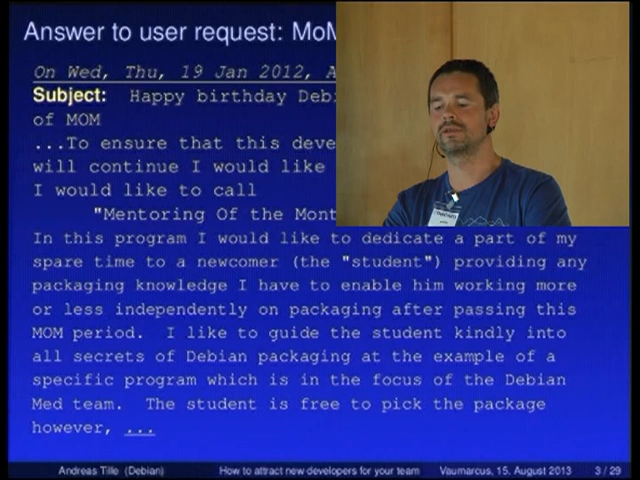 Answer to user request: MoM
On Wed, Thu, 19 Jan 2012, A
Subject: Happy birthday Debi
of MOM
...To ensure that this deve
will continue I would like
I would like to call
"Mentoring Of the Mont
In this program I would like to dedicate a part of my
spare time to a newcomer (the "student") providing any
packaging knowledge I have to enable him working more
or less independently on packaging after passing this
MOM period. I like to guide the student kindly into
all secrets of Debian packaging at the example of a
specific program which is in the focus of the Debian
Med team. The student is free to pick the package
however, ...
Andreas Tille (Debian) How to attract new developers for your team Vaumarcus, 15. August 2013 3 / 29